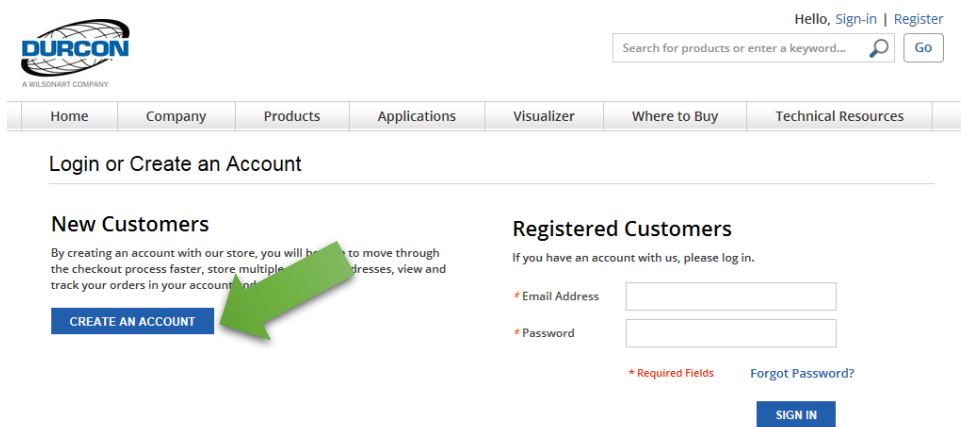 Hello, Sign-in | Register
DURCON
A WILSONART COMPANY
Search for products or enter a keyword...
Go
Home Company Products Applications Visualizer Where to Buy Technical Resources
Login or Create an Account
New Customers
By creating an account with our store, you will be to move through
the checkout process faster, store multiple dresses, view and
track your orders in your account
CREATE AN ACCOUNT
Registered Customers
If you have an account with us, please log in.
* Email Address
* Password
* Required Fields Forgot Password?
SIGN IN